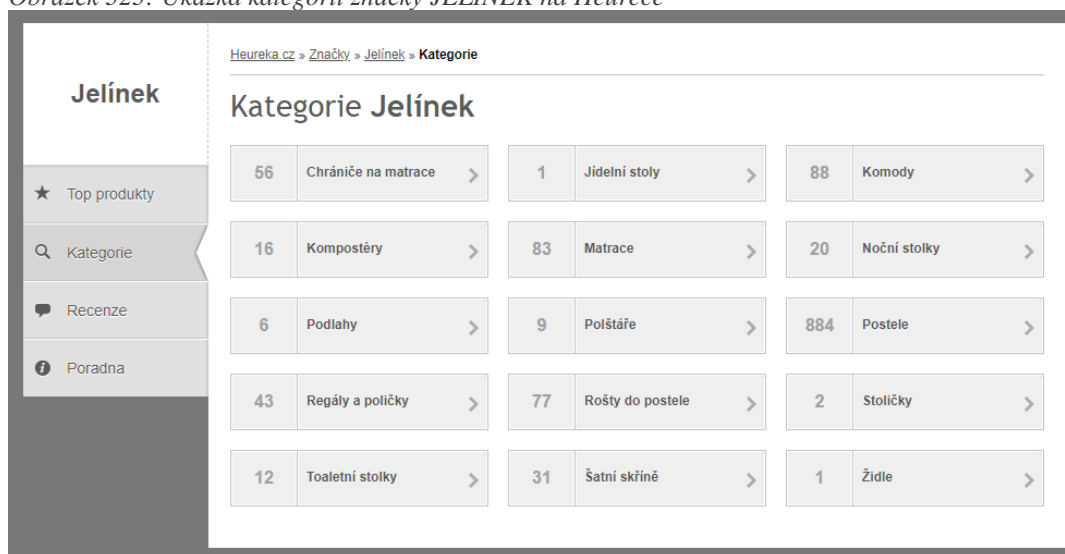 Obrázek 323: Ukázka kategorií značky JELÍNEK na Heurece
Heureka.cz » Značky » Jelínek » Kategorie
Jelínek
Kategorie Jelínek
Top produkty
Kategorie
Recenze
Poradna
56 Chrániče na matrace
1 Jídelní stoly
88 Komody
16 Kompostéry
83 Matrace
20 Noční stolky
6 Podlahy
9 Polštáře
884 Postele
43 Regály a poličky
77 Rošty do postele
2 Stoličky
12 Toaletní stolky
31 Šatní skříně
1 Židle